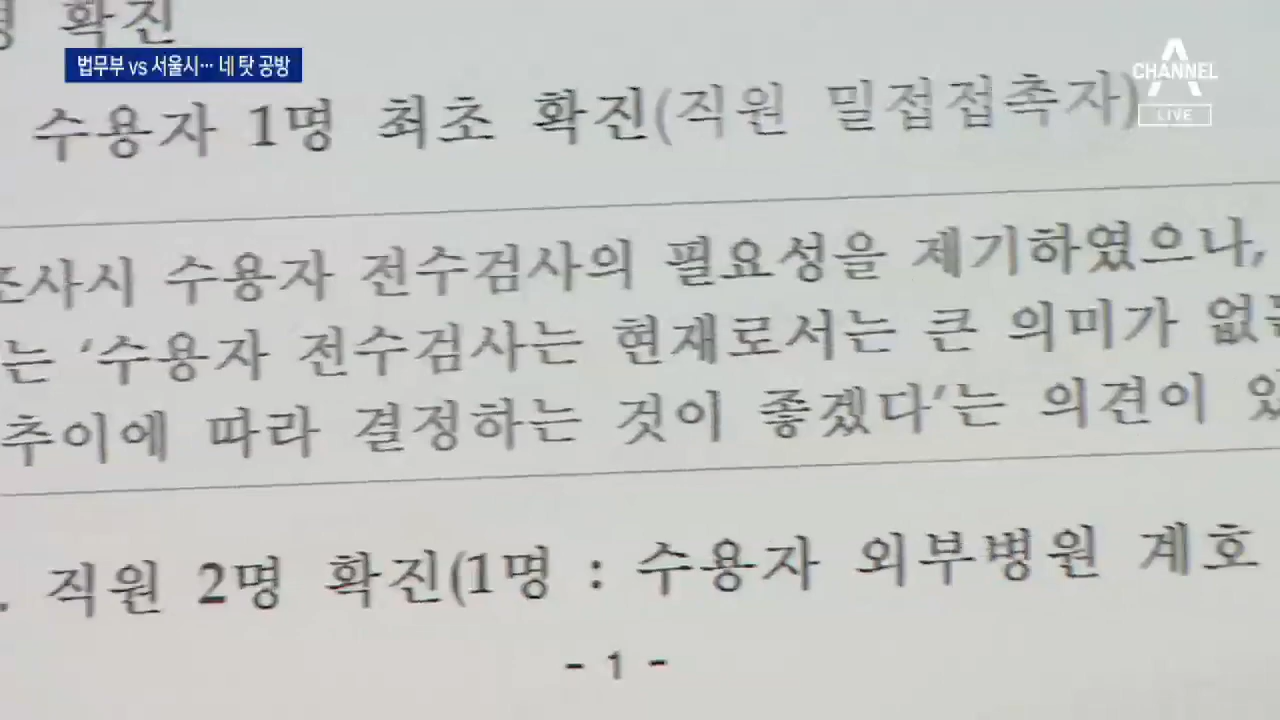 명 확진
법무부 vs 서울시… 네 탓 공방
CHANNEL A
LIVE
수용자 1명 최초 확진(직원 밀접접촉자)
조사시 수용자 전수검사의 필요성을 제기하였으나,
는 '수용자 전수검사는 현재로서는 큰 의미가 없
추이에 따라 결정하는 것이 좋겠다'는 의견이
. 직원 2명 확진(1명 : 수용자 외부병원 계호
- 1 -